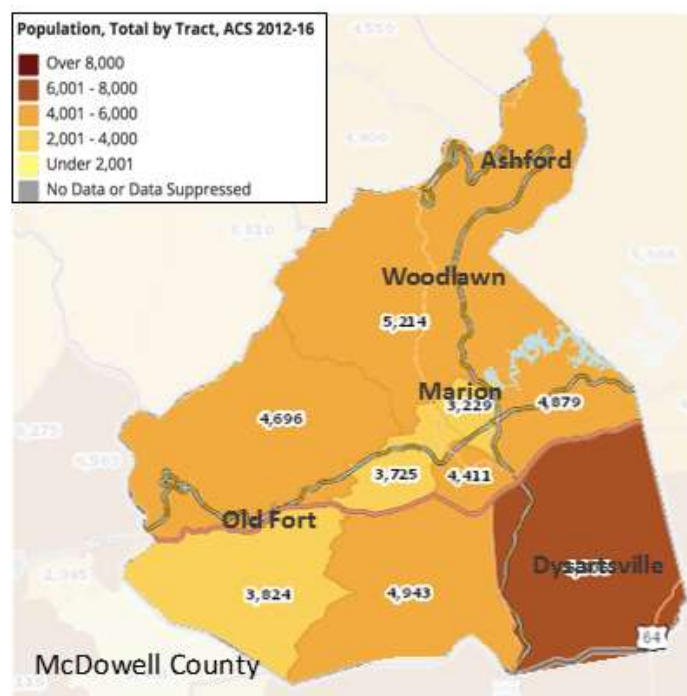 Population, Total by Tract, ACS 2012-16
Over 8,000
6,001 - 8,000
4,001 - 6,000
2,001 - 4,000
Under 2,001
No Data or Data Suppressed
4,550
Ashford
Woodlawn
5,214
Marion
3,229
4,879
4,696
3,725
4,411
Old Fort
Dysartsville
3,824
4,943
64
McDowell County